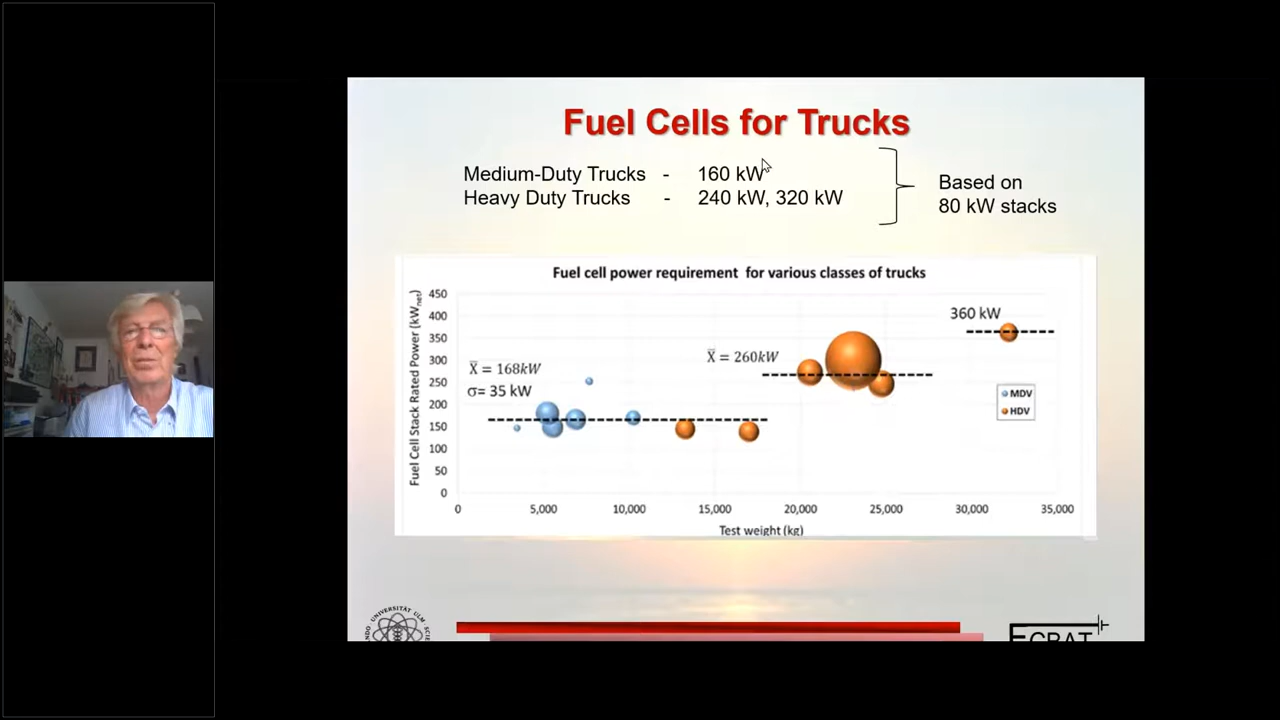 Fuel Cells for Trucks
Medium-Duty Trucks - 160 kW
Heavy Duty Trucks - 240 kW, 320 kW
Based on
80 kW stacks
Fuel cell power requirement for various classes of trucks
Fuel Cell Stack Rated Power (kWnet)
450
400
350
300
250
200
150
100
50
0
X̅ = 168kW
σ= 35 kW
X̅ = 260kW
360 kW
MDV
HDV
0 5,000 10,000 15,000 20,000 25,000 30,000 35,000
Test weight (kg)
UNIVERSITÄT ULM